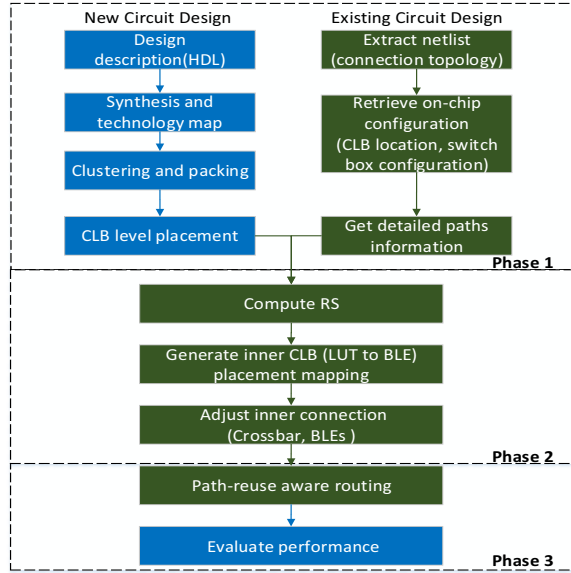 New Circuit Design
Existing Circuit Design
Design
description(HDL)
Extract netlist
(connection topology)
Synthesis and
technology map
Retrieve on-chip
configuration
(CLB location, switch
box configuration)
Clustering and packing
CLB level placement
Get detailed paths
information
Phase 1
Compute RS
Generate inner CLB (LUT to BLE)
placement mapping
Adjust inner connection
(Crossbar, BLEs )
Phase 2
Path-reuse aware routing
Evaluate performance
Phase 3